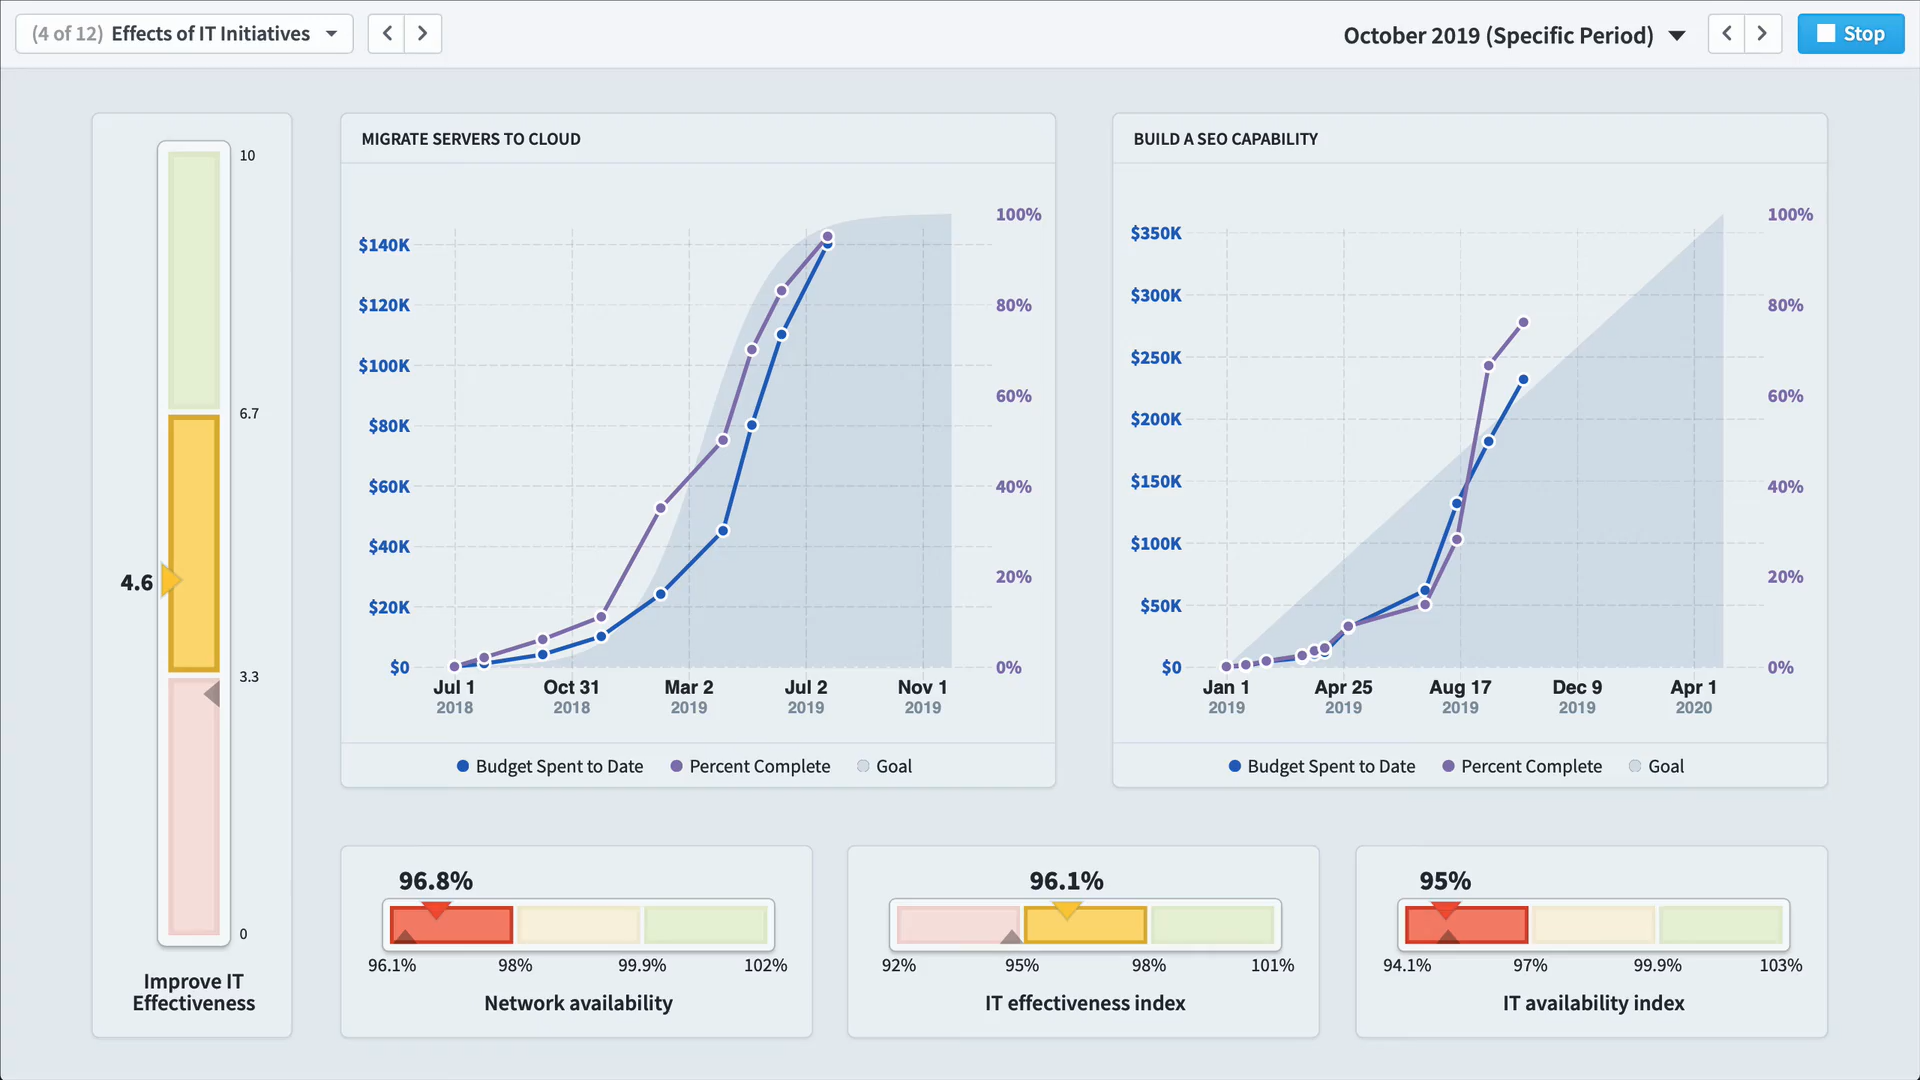 (4 of 12) Effects of IT Initiatives
October 2019 (Specific Period)
Stop
10
6.7
4.6
3.3
0
Improve IT
Effectiveness
MIGRATE SERVERS TO CLOUD
100%
$140K
$120K
80%
$100K
60%
$80K
$60K
40%
$40K
20%
$20K
$0
0%
Jul 1
Oct 31
Mar 2
Jul 2
Nov 1
2018
2018
2019
2019
2019
Budget Spent to Date
Percent Complete
Goal
BUILD A SEO CAPABILITY
100%
$350K
$300K
80%
$250K
60%
$200K
$150K
40%
$100K
20%
$50K
$0
0%
Jan 1
Apr 25
Aug 17
Dec 9
Apr 1
2019
2019
2019
2019
2020
Budget Spent to Date
Percent Complete
Goal
96.8%
96.1%
98%
99.9%
102%
Network availability
96.1%
92%
95%
98%
101%
IT effectiveness index
95%
94.1%
97%
99.9%
103%
IT availability index